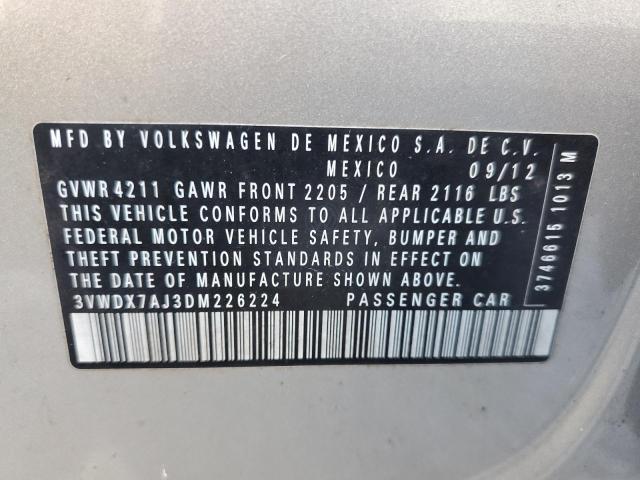 MFD BY VOLKSWAGEN DE MEXICO S.A. DE C.V.
MEXICO 09/12
GVWR 4211 GAWR FRONT 2205 / REAR 2116 LBS
THIS VEHICLE CONFORMS TO ALL APPLICABLE U.S.
FEDERAL MOTOR VEHICLE SAFETY, BUMPER AND
THEFT PREVENTION STANDARDS IN EFFECT ON
THE DATE OF MANUFACTURE SHOWN ABOVE.
3VWDX7AJ3DM226224 PASSENGER CAR
3746615 1013 M